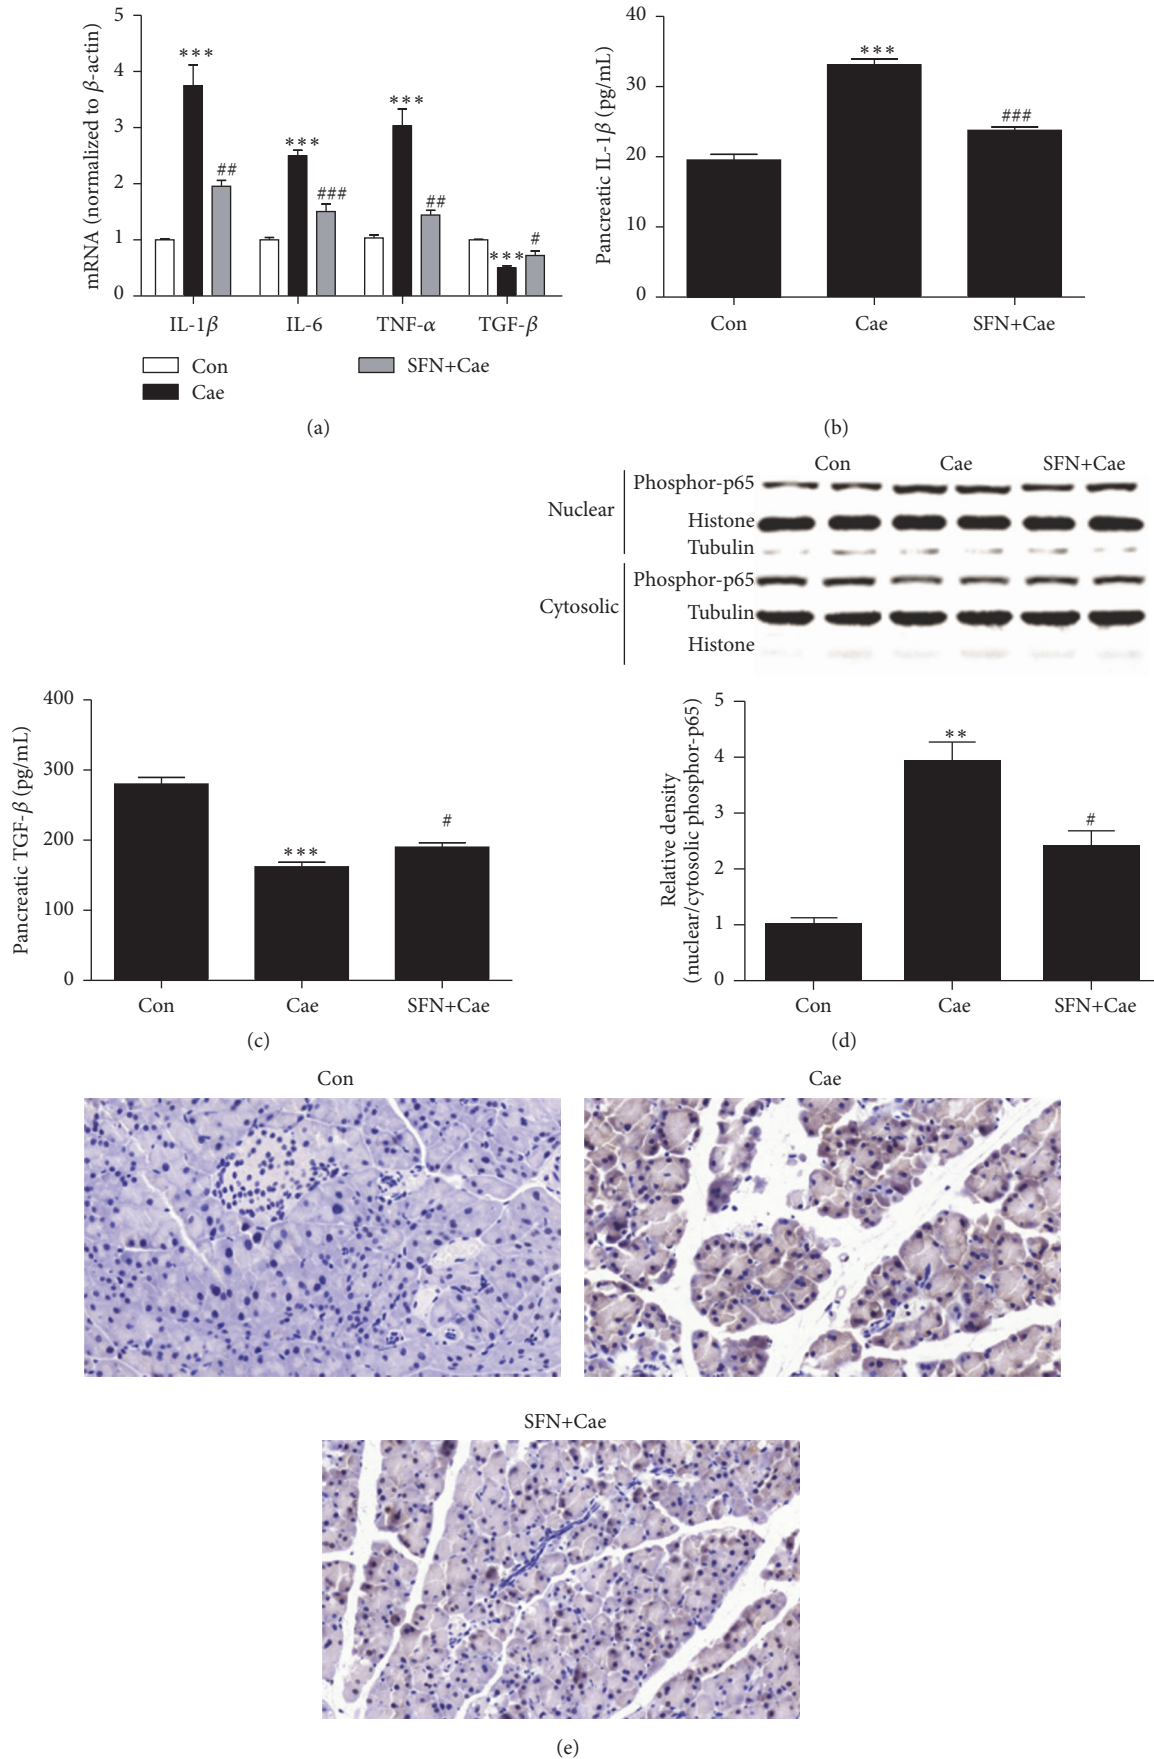 mRNA (normalized to β-actin)
5
4
3
2
1
0
***
##
***
###
***
##
***
#
IL-1β IL-6 TNF-α TGF-β
Con
Cae
SFN+Cae
(a)
Pancreatic IL-1β (pg/mL)
40
30
20
10
0
***
###
Con Cae SFN+Cae
(b)
Pancreatic TGF-β (pg/mL)
400
300
200
100
0
***
#
Con Cae SFN+Cae
(c)
Con Cae SFN+Cae
Nuclear
Phosphor-p65
Histone
Tubulin
Cytosolic
Phosphor-p65
Tubulin
Histone
Relative density
(nuclear/cytosolic phosphor-p65)
5
4
3
2
1
0
**
#
Con Cae SFN+Cae
(d)
Con Cae
SFN+Cae
(e)